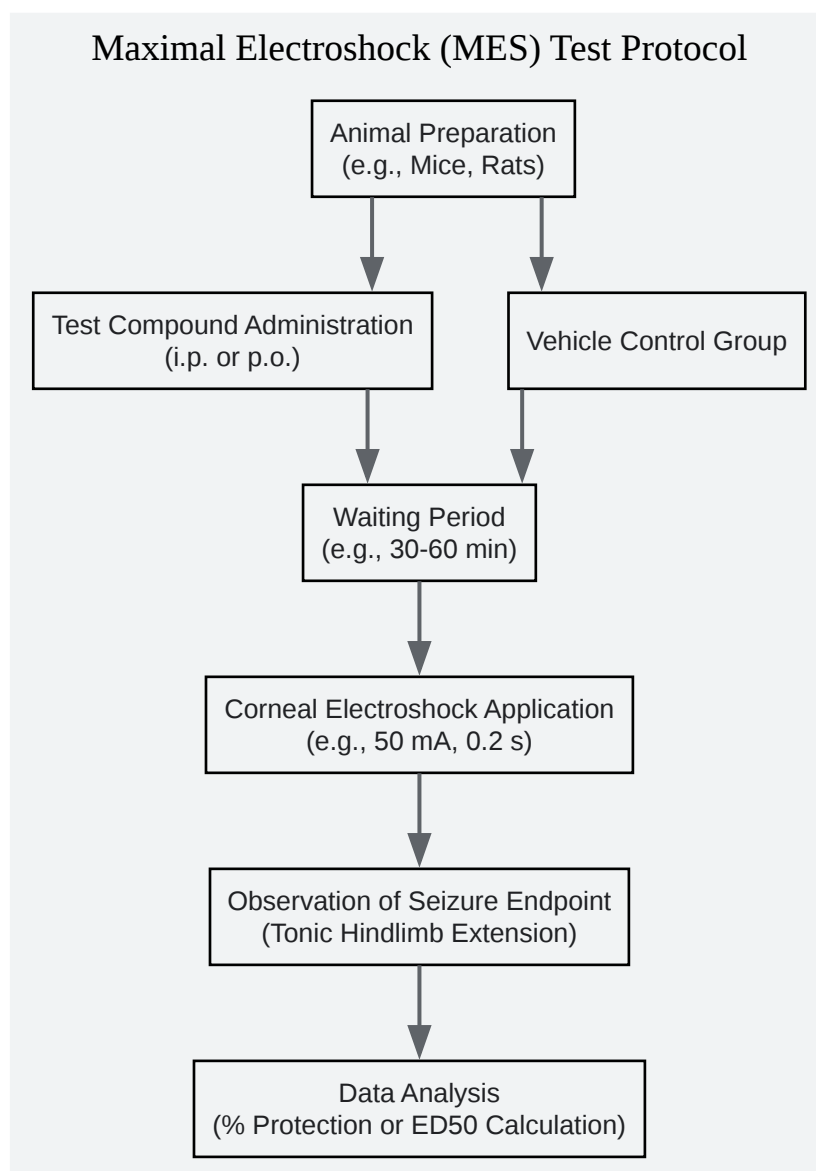 Maximal Electroshock (MES) Test Protocol
Animal Preparation
(e.g., Mice, Rats)
Test Compound Administration
(i.p. or p.o.)
Vehicle Control Group
Waiting Period
(e.g., 30-60 min)
Corneal Electroshock Application
(e.g., 50 mA, 0.2 s)
Observation of Seizure Endpoint
(Tonic Hindlimb Extension)
Data Analysis
(% Protection or ED50 Calculation)